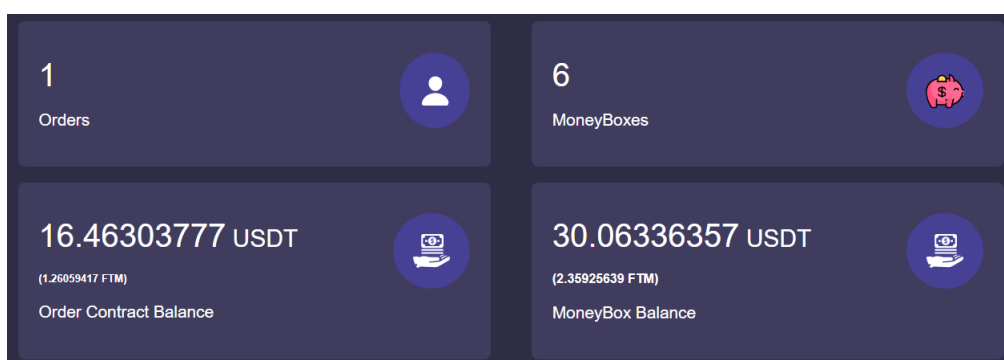 1
Orders
6
MoneyBoxes
$
16.46303777 USDT
(1.26059417 FTM)
Order Contract Balance
30.06336357 USDT
(2.35925639 FTM)
MoneyBox Balance